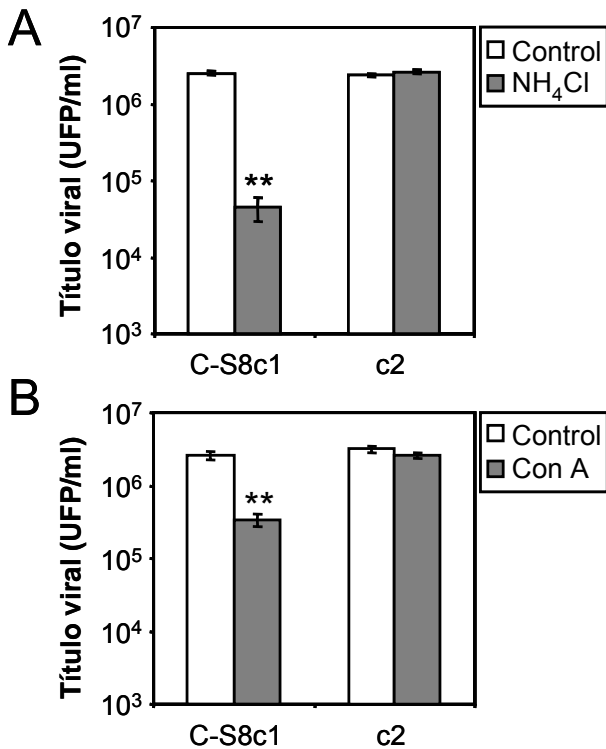 A
Título viral (UFP/ml)
10⁷
10⁶
10⁵
10⁴
10³
**
C-S8c1
c2
Control
NH₄Cl
B
Título viral (UFP/ml)
10⁷
10⁶
10⁵
10⁴
10³
**
C-S8c1
c2
Control
Con A